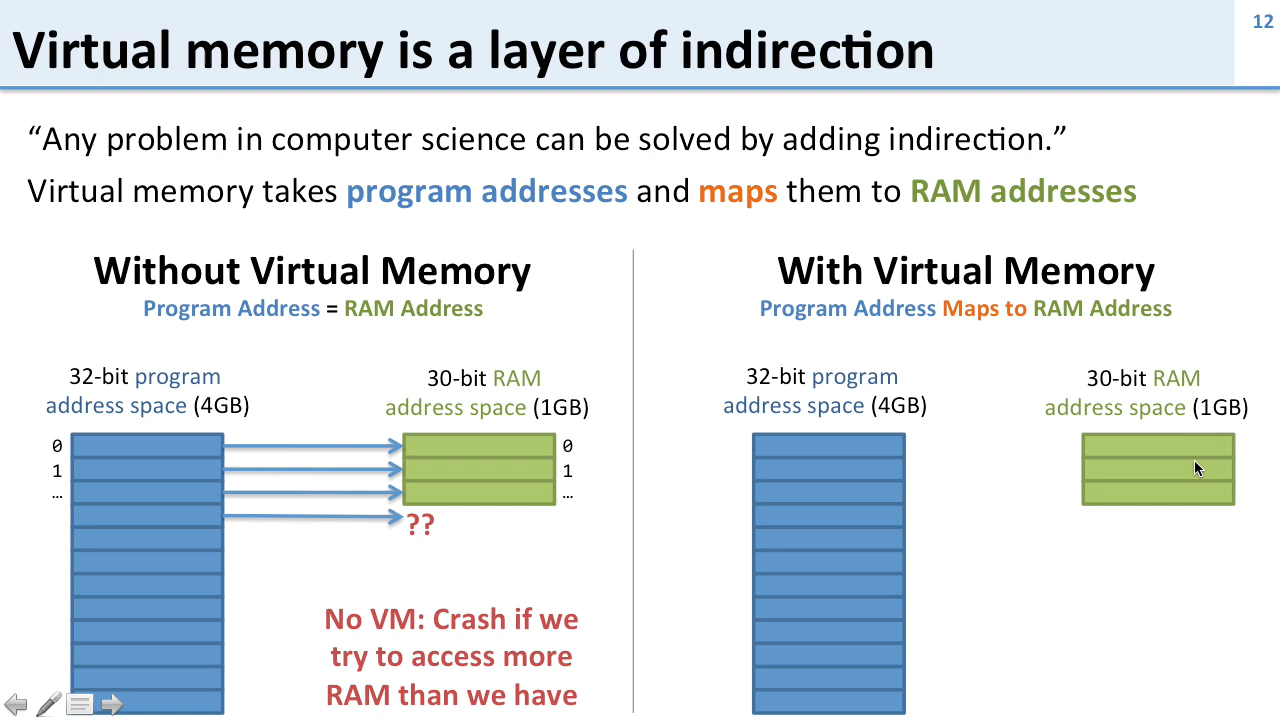 12
Virtual memory is a layer of indirection
“Any problem in computer science can be solved by adding indirection.”
Virtual memory takes program addresses and maps them to RAM addresses
Without Virtual Memory
Program Address = RAM Address
32-bit program
address space (4GB)
30-bit RAM
address space (1GB)
0
1
...
0
1
...
??
No VM: Crash if we
try to access more
RAM than we have
With Virtual Memory
Program Address Maps to RAM Address
32-bit program
address space (4GB)
30-bit RAM
address space (1GB)